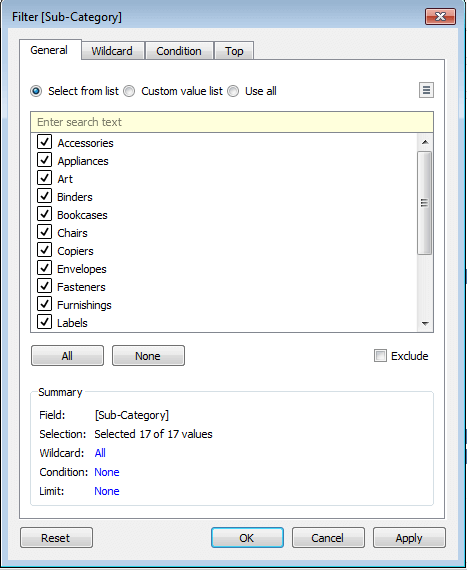 Filter [Sub-Category]
General Wildcard Condition Top
Select from list Custom value list Use all
Enter search text
Accessories
Appliances
Art
Binders
Bookcases
Chairs
Copiers
Envelopes
Fasteners
Furnishings
Labels
All None Exclude
Summary
Field: [Sub-Category]
Selection: Selected 17 of 17 values
Wildcard: All
Condition: None
Limit: None
Reset OK Cancel Apply